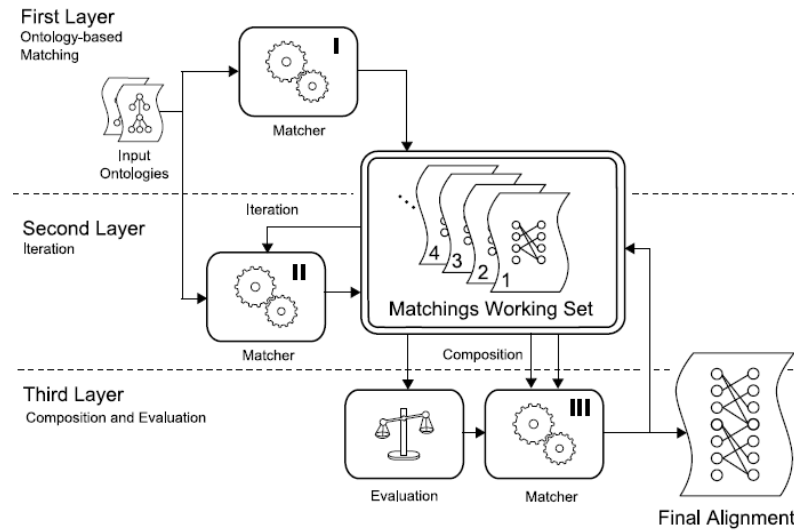 First Layer
Ontology-based
Matching
I
Matcher
Input
Ontologies
Second Layer
Iteration
Iteration
II
Matcher
4
3
2
1
Matchings Working Set
Composition
Third Layer
Composition and Evaluation
III
Evaluation
Matcher
Final Alignment